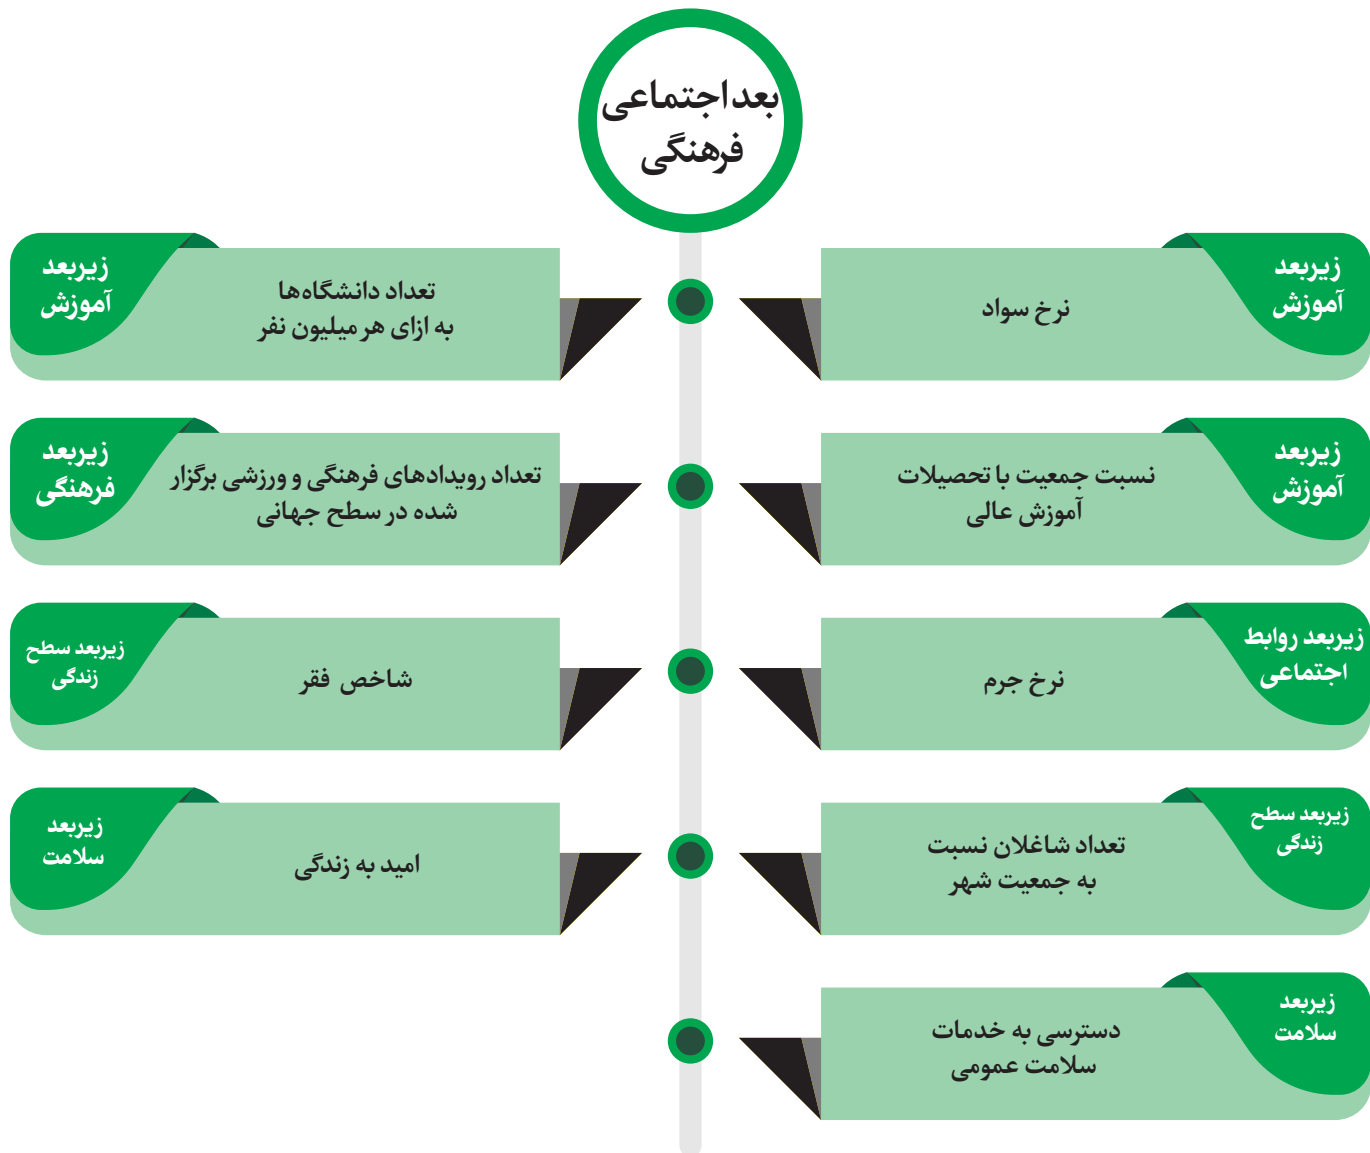 بعد اجتماعی
فرهنگی
زیربعد
آموزش
نرخ سواد
زیربعد
آموزش
تعداد دانشگاه‌ها
به ازای هر میلیون نفر
زیربعد
آموزش
نسبت جمعیت با تحصیلات
آموزش عالی
زیربعد
فرهنگی
تعداد رویدادهای فرهنگی و ورزشی برگزار
شده در سطح جهانی
زیربعد روابط
اجتماعی
نرخ جرم
زیربعد سطح
زندگی
شاخص فقر
زیربعد سطح
زندگی
تعداد شاغلان نسبت
به جمعیت شهر
زیربعد
سلامت
امید به زندگی
زیربعد
سلامت
دسترسی به خدمات
سلامت عمومی